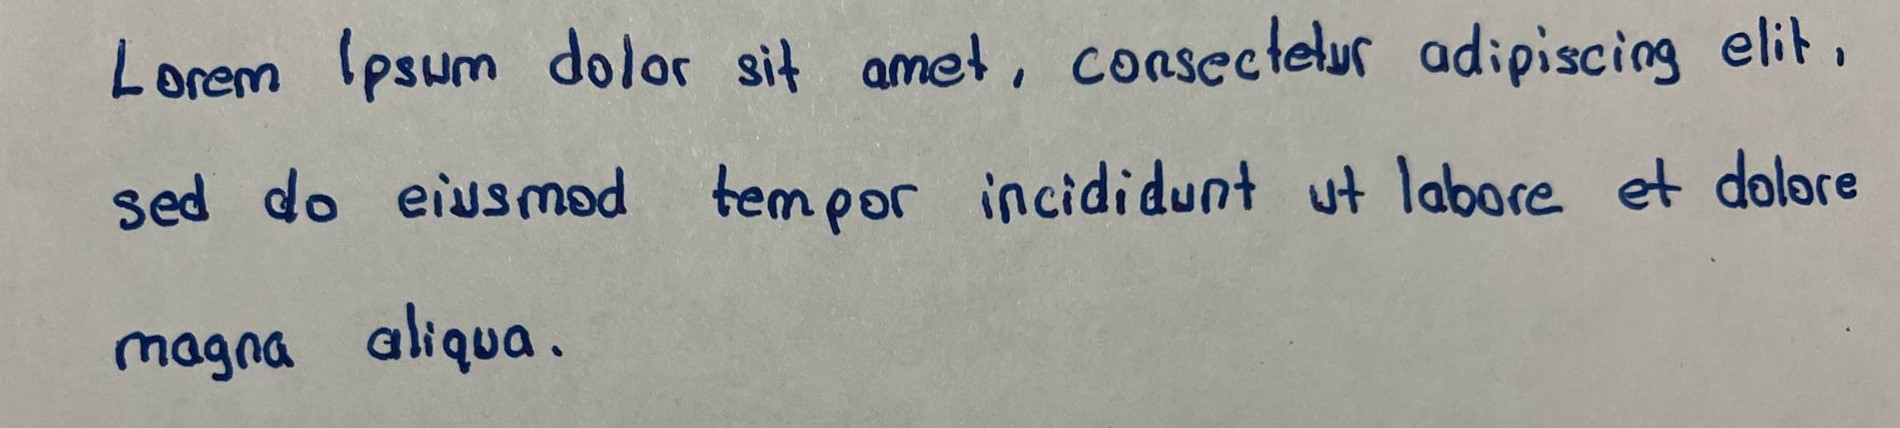 Lorem Ipsum dolor sit amet, consectetur adipiscing elit,
sed do eiusmod tempor incididunt ut labore et dolore
magna aliqua.